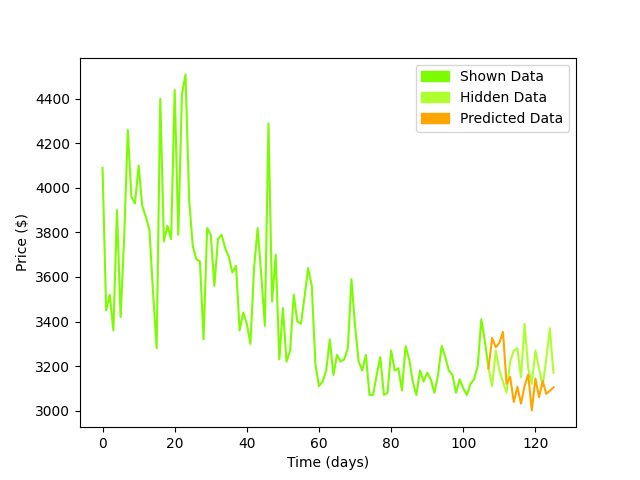 Shown Data
Hidden Data
Predicted Data
4400
4200
4000
3800
3600
3400
3200
3000
Price ($)
0 20 40 60 80 100 120
Time (days)